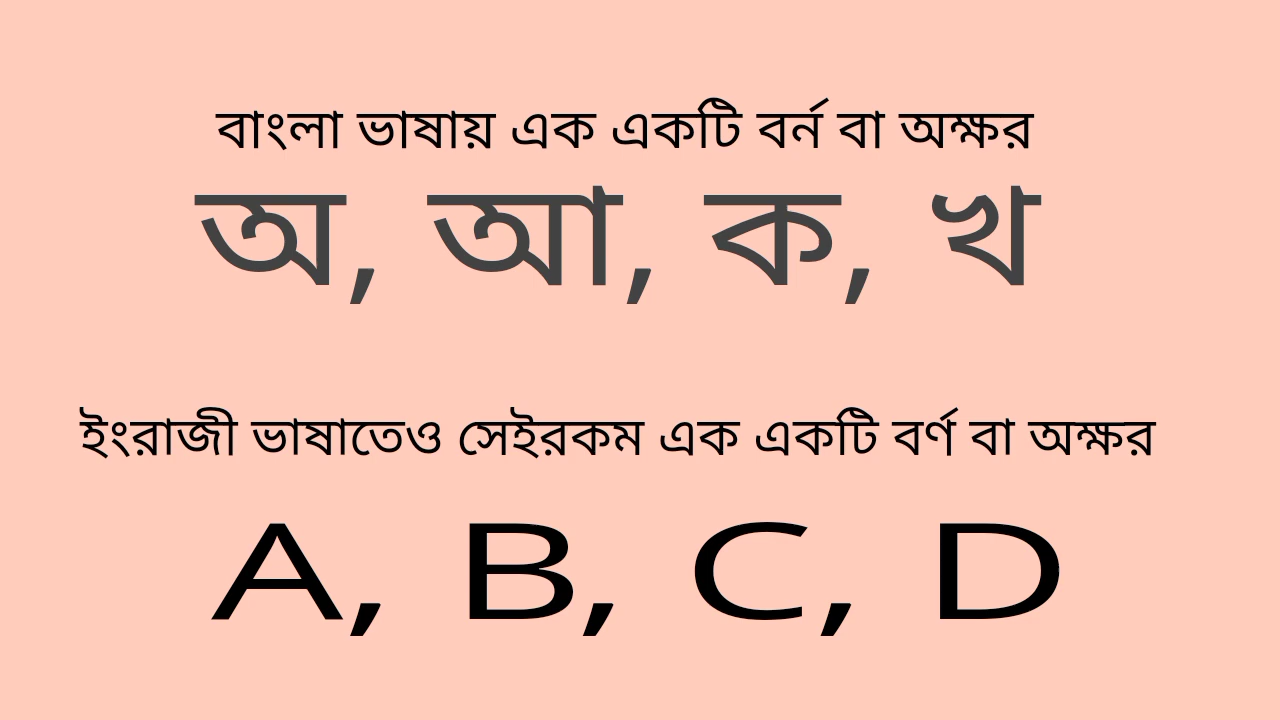 বাংলা ভাষায় এক একটি বর্ন বা অক্ষর
অ, আ, ক, খ
ইংরাজী ভাষাতেও সেইরকম এক একটি বর্ণ বা অক্ষর
A, B, C, D